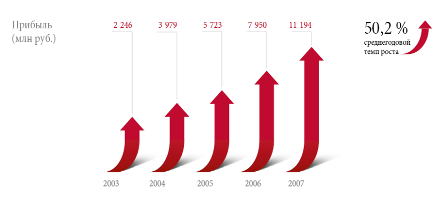 Прибыль
(млн руб.)
2 246 3 979 5 723 7 950 11 194
50,2 %
среднегодовой
темп роста
2003 2004 2005 2006 2007